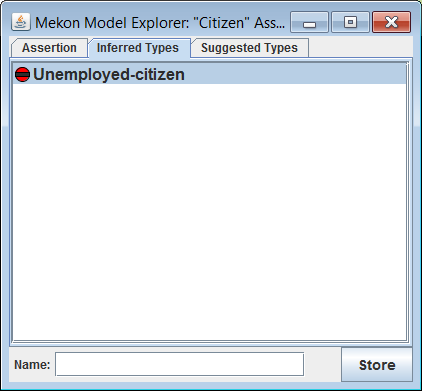 Mekon Model Explorer: "Citizen" Ass...
Assertion Inferred Types Suggested Types
Unemployed-citizen
Name: Store